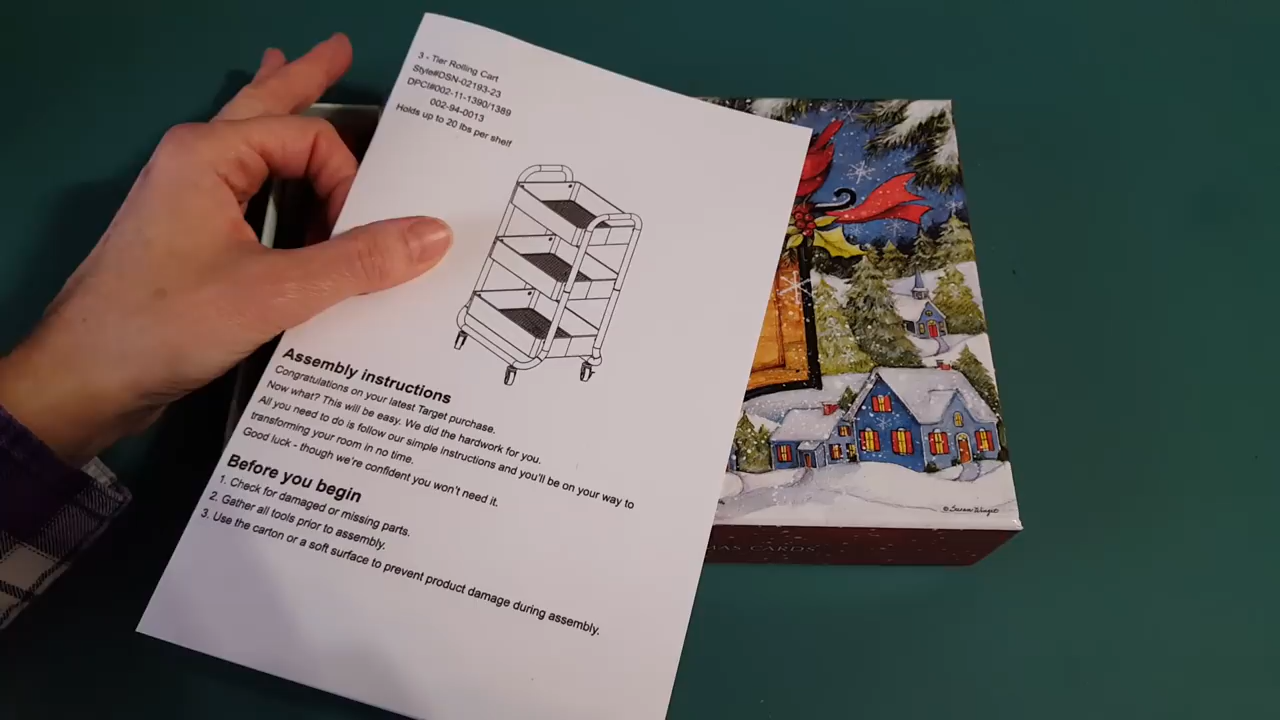 3 - Tier Rolling Cart
Style#DSN-02193-23
DPCI#002-11-1390/1389
002-94-0013
Holds up to 20 lbs per shelf
Assembly instructions
Congratulations on your latest Target purchase.
Now what? This will be easy. We did the hardwork for you.
All you need to do is follow our simple instructions and you'll be on your way to
transforming your room in no time.
Good luck - though we're confident you won't need it.
Before you begin
1. Check for damaged or missing parts.
2. Gather all tools prior to assembly.
3. Use the carton or a soft surface to prevent product damage during assembly.
© Susan Winget
CARDS